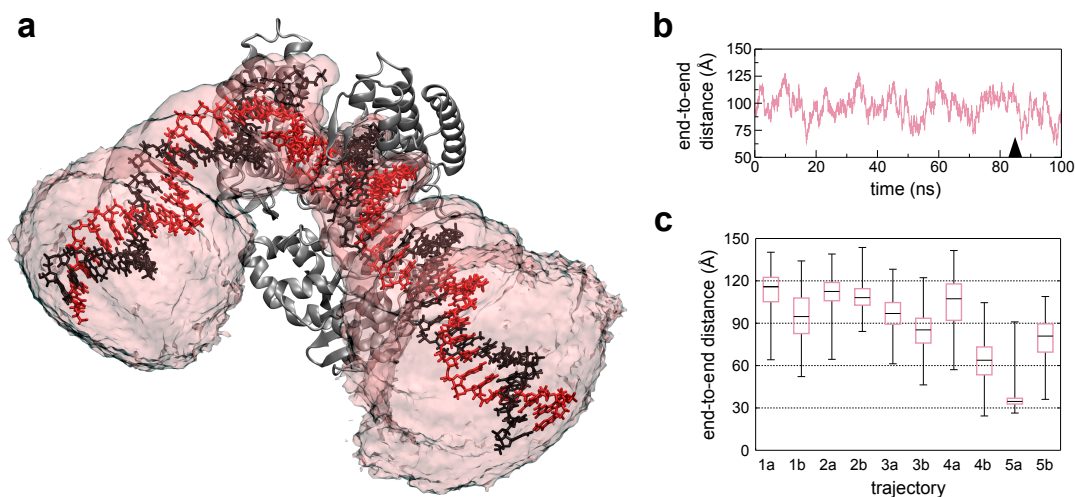 a
b
end-to-end
distance (Å)
150
125
100
75
50
0
20
40
60
80
100
time (ns)
c
end-to-end distance (Å)
150
120
90
60
30
0
1a 1b 2a 2b 3a 3b 4a 4b 5a 5b
trajectory